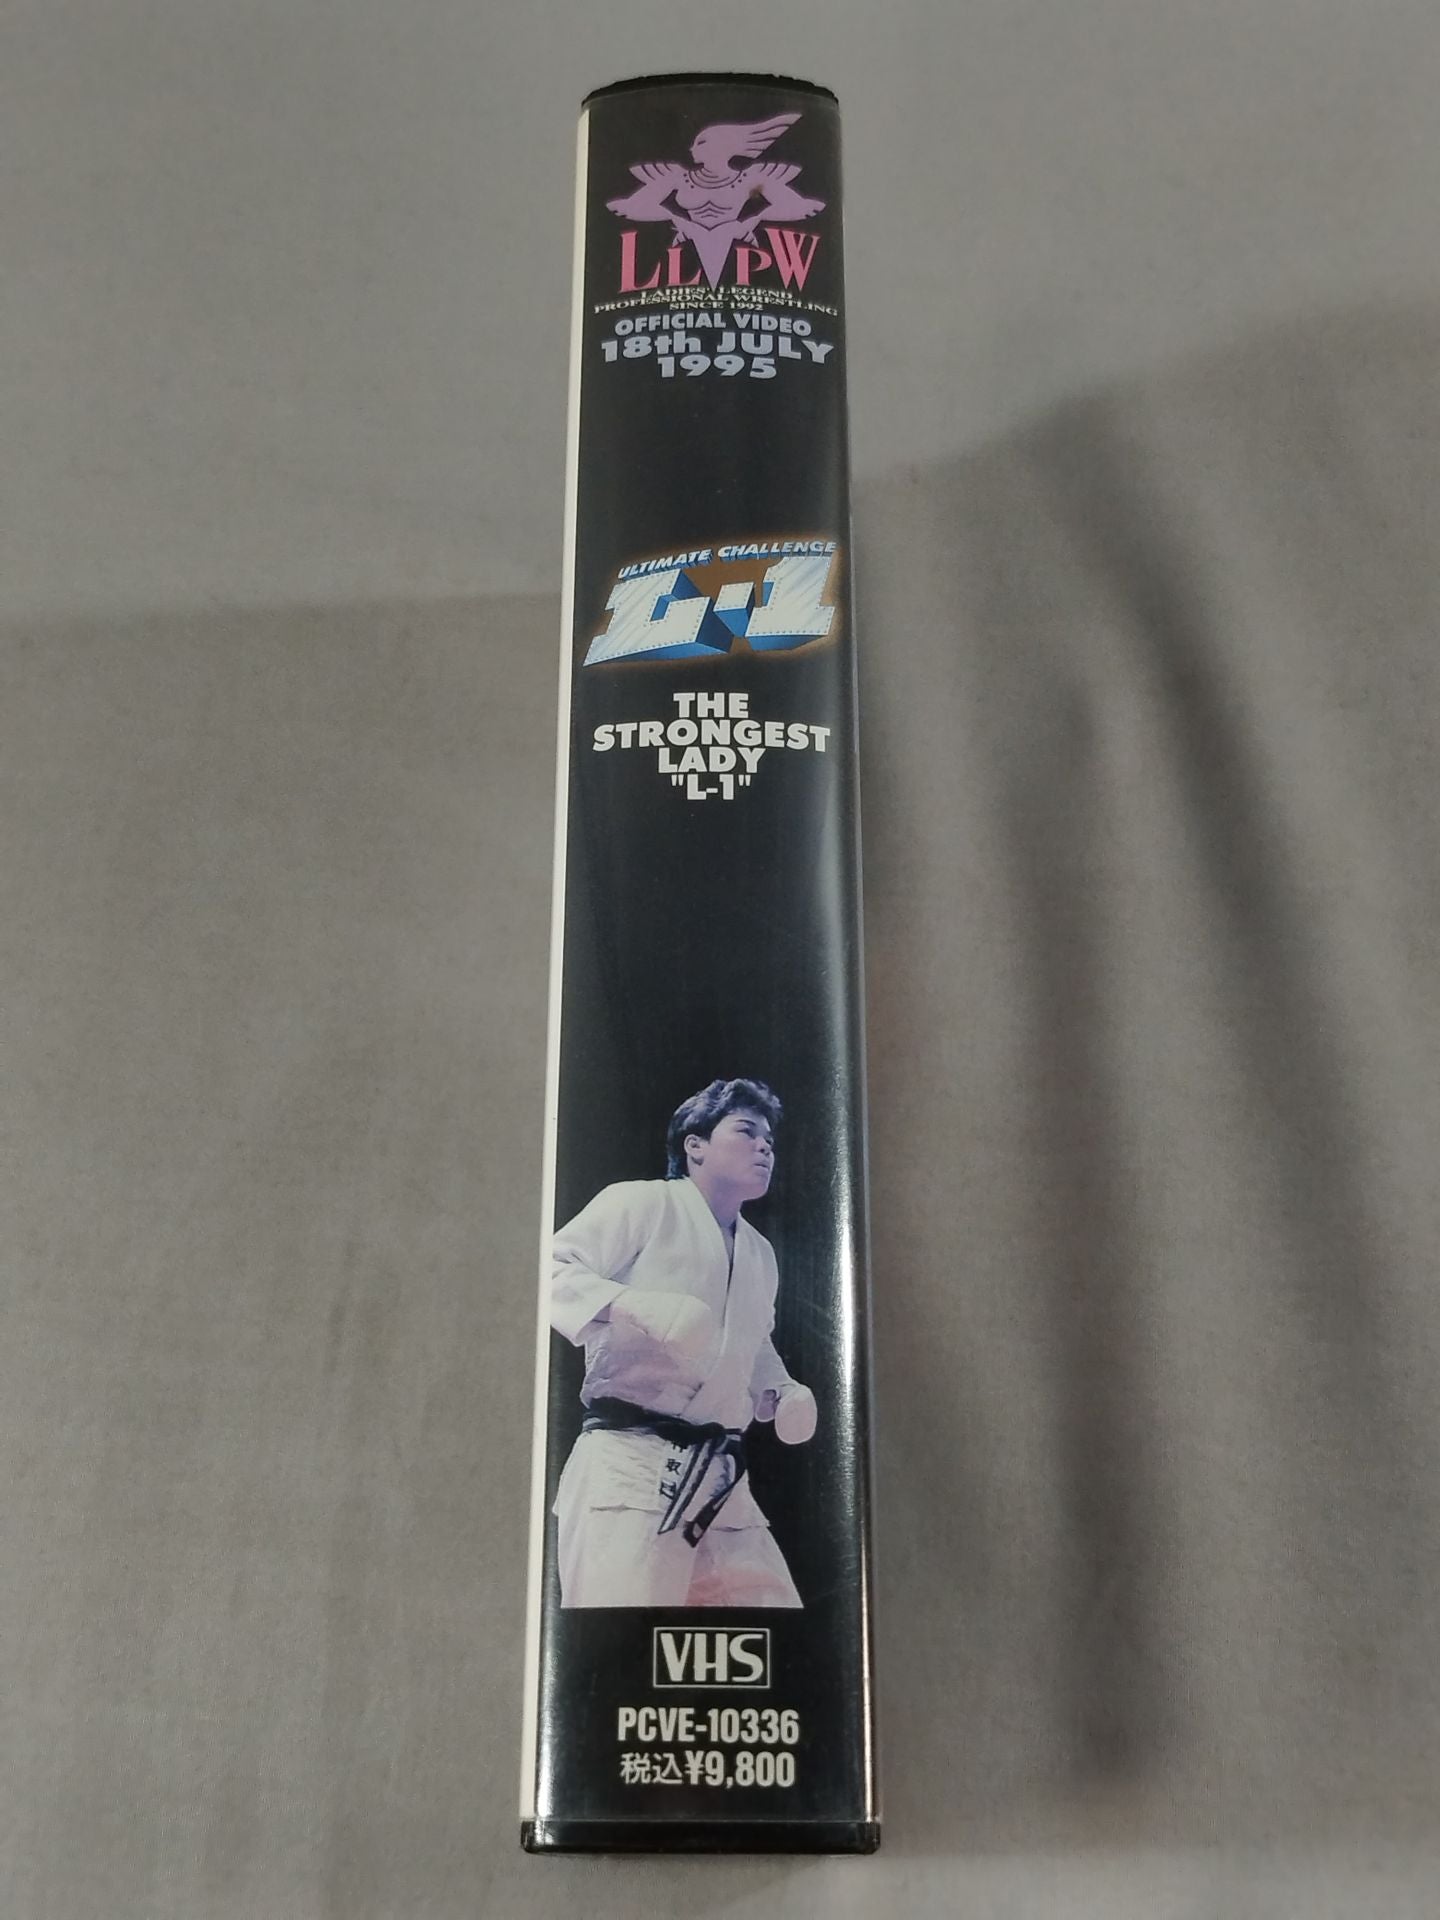 LLPW
LADIES' LEGEND
PROFESSIONAL WRESTLING
SINCE 1992
OFFICIAL VIDEO
18th JULY
1995
ULTIMATE CHALLENGE
L-1
THE
STRONGEST
LADY
"L-1"
VHS
PCVE-10336
税込¥9,800